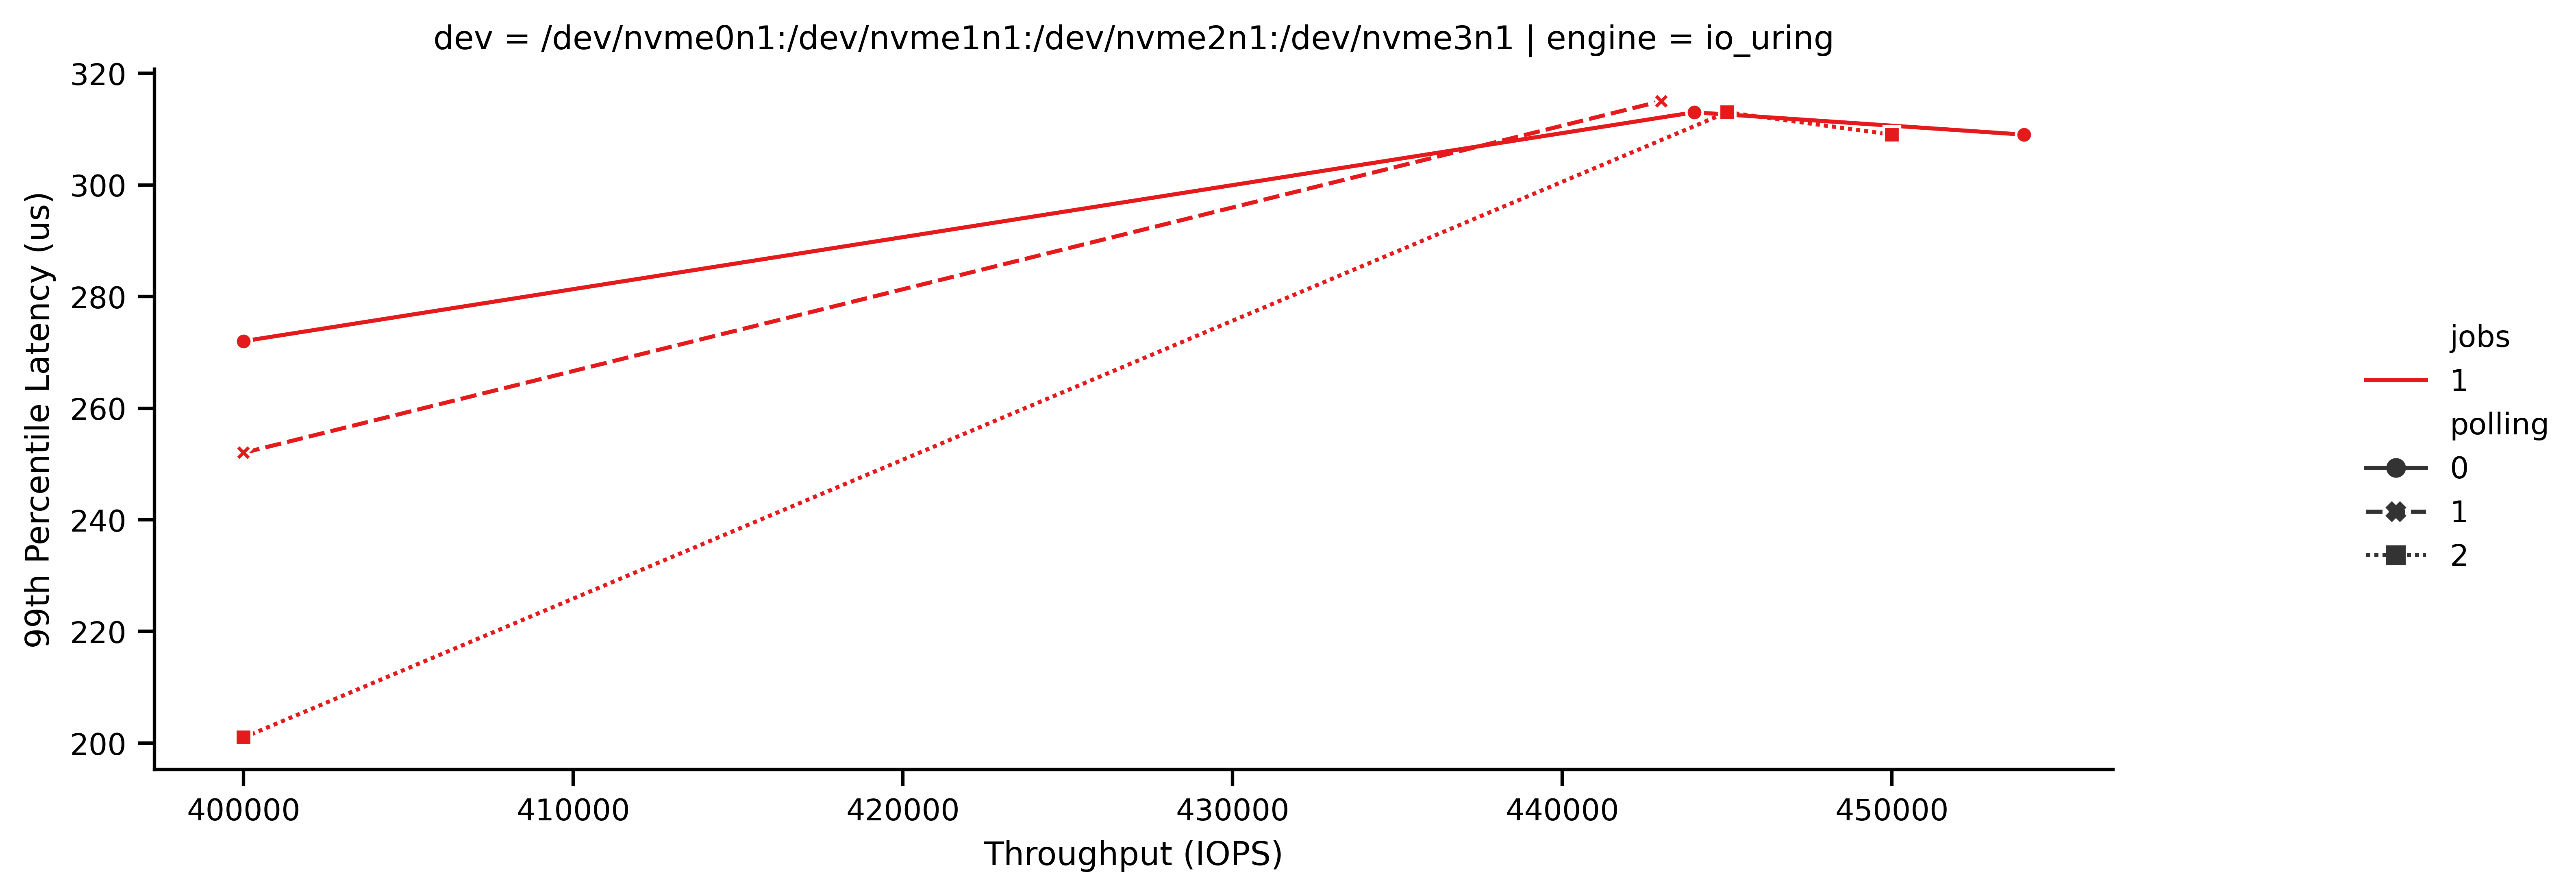 dev = /dev/nvme0n1:/dev/nvme1n1:/dev/nvme2n1:/dev/nvme3n1 | engine = io_uring
99th Percentile Latency (us)
320
300
280
260
240
220
200
400000 410000 420000 430000 440000 450000
Throughput (IOPS)
jobs
1
polling
0
1
2